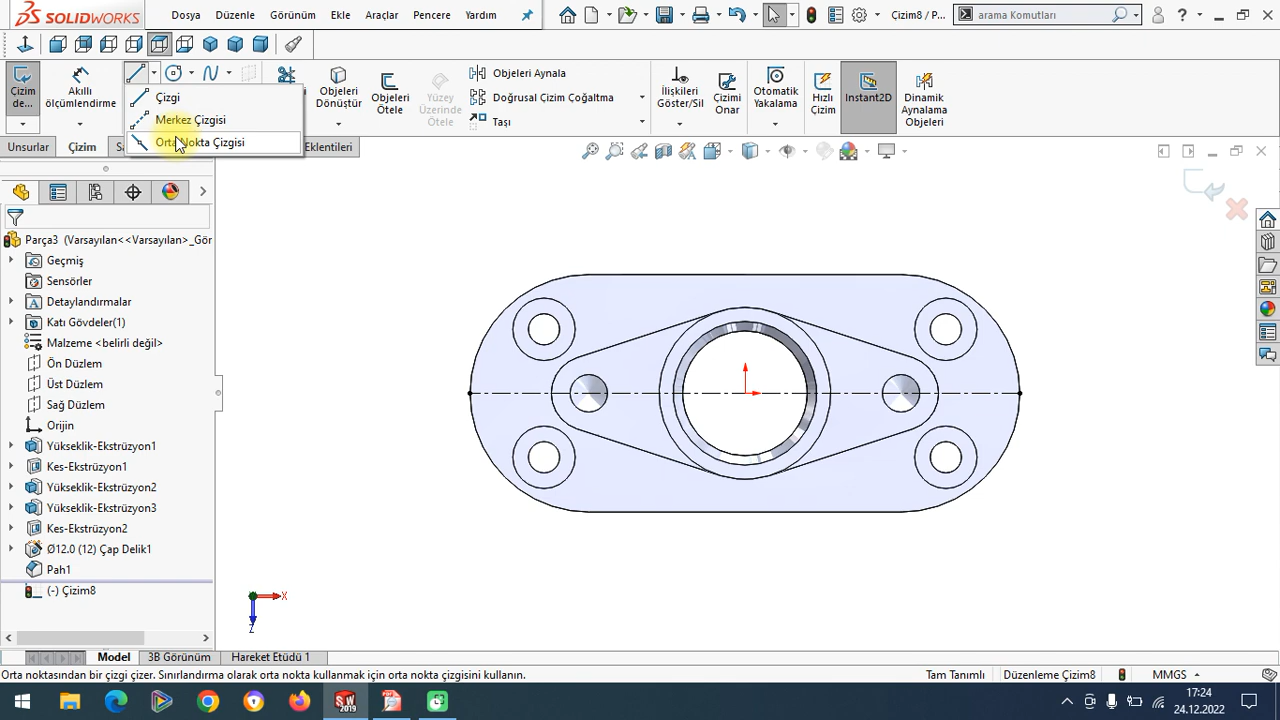 SOLIDWORKS
Dosya Düzenle Görünüm Ekle Araçlar Pencere Yardım
Çizim8 / P...
arama Komutları
Çizim de...
Akıllı ölçümlendirme
Çizgi
Merkez Çizgisi
Orta Nokta Çizgisi
Objeleri Dönüştür
Objeleri Ötele
Yüzey Üzerinde Ötele
Objeleri Aynala
Doğrusal Çizim Çoğaltma
Taşı
İlişkileri Göster/Sil
Çizimi Onar
Otomatik Yakalama
Hızlı Çizim
Instant2D
Dinamik Aynalama Objeleri
Unsurlar Çizim
Eklentileri
Parça3 (Varsayılan<<Varsayılan>_Gör
Geçmiş
Sensörler
Detaylandırmalar
Katı Gövdeler(1)
Malzeme <belirli değil>
Ön Düzlem
Üst Düzlem
Sağ Düzlem
Orijin
Yükseklik-Ekstrüzyon1
Kes-Ekstrüzyon1
Yükseklik-Ekstrüzyon2
Yükseklik-Ekstrüzyon3
Kes-Ekstrüzyon2
Ø12.0 (12) Çap Delik1
Pah1
(-) Çizim8
X
Z
Model 3B Görünüm Hareket Etüdü 1
Orta noktasından bir çizgi çizer. Sınırlandırma olarak orta nokta kullanmak için orta nokta çizgisini kullanın.
Tam Tanımlı
Düzenleme Çizim8
MMGS
17:24
24.12.2022